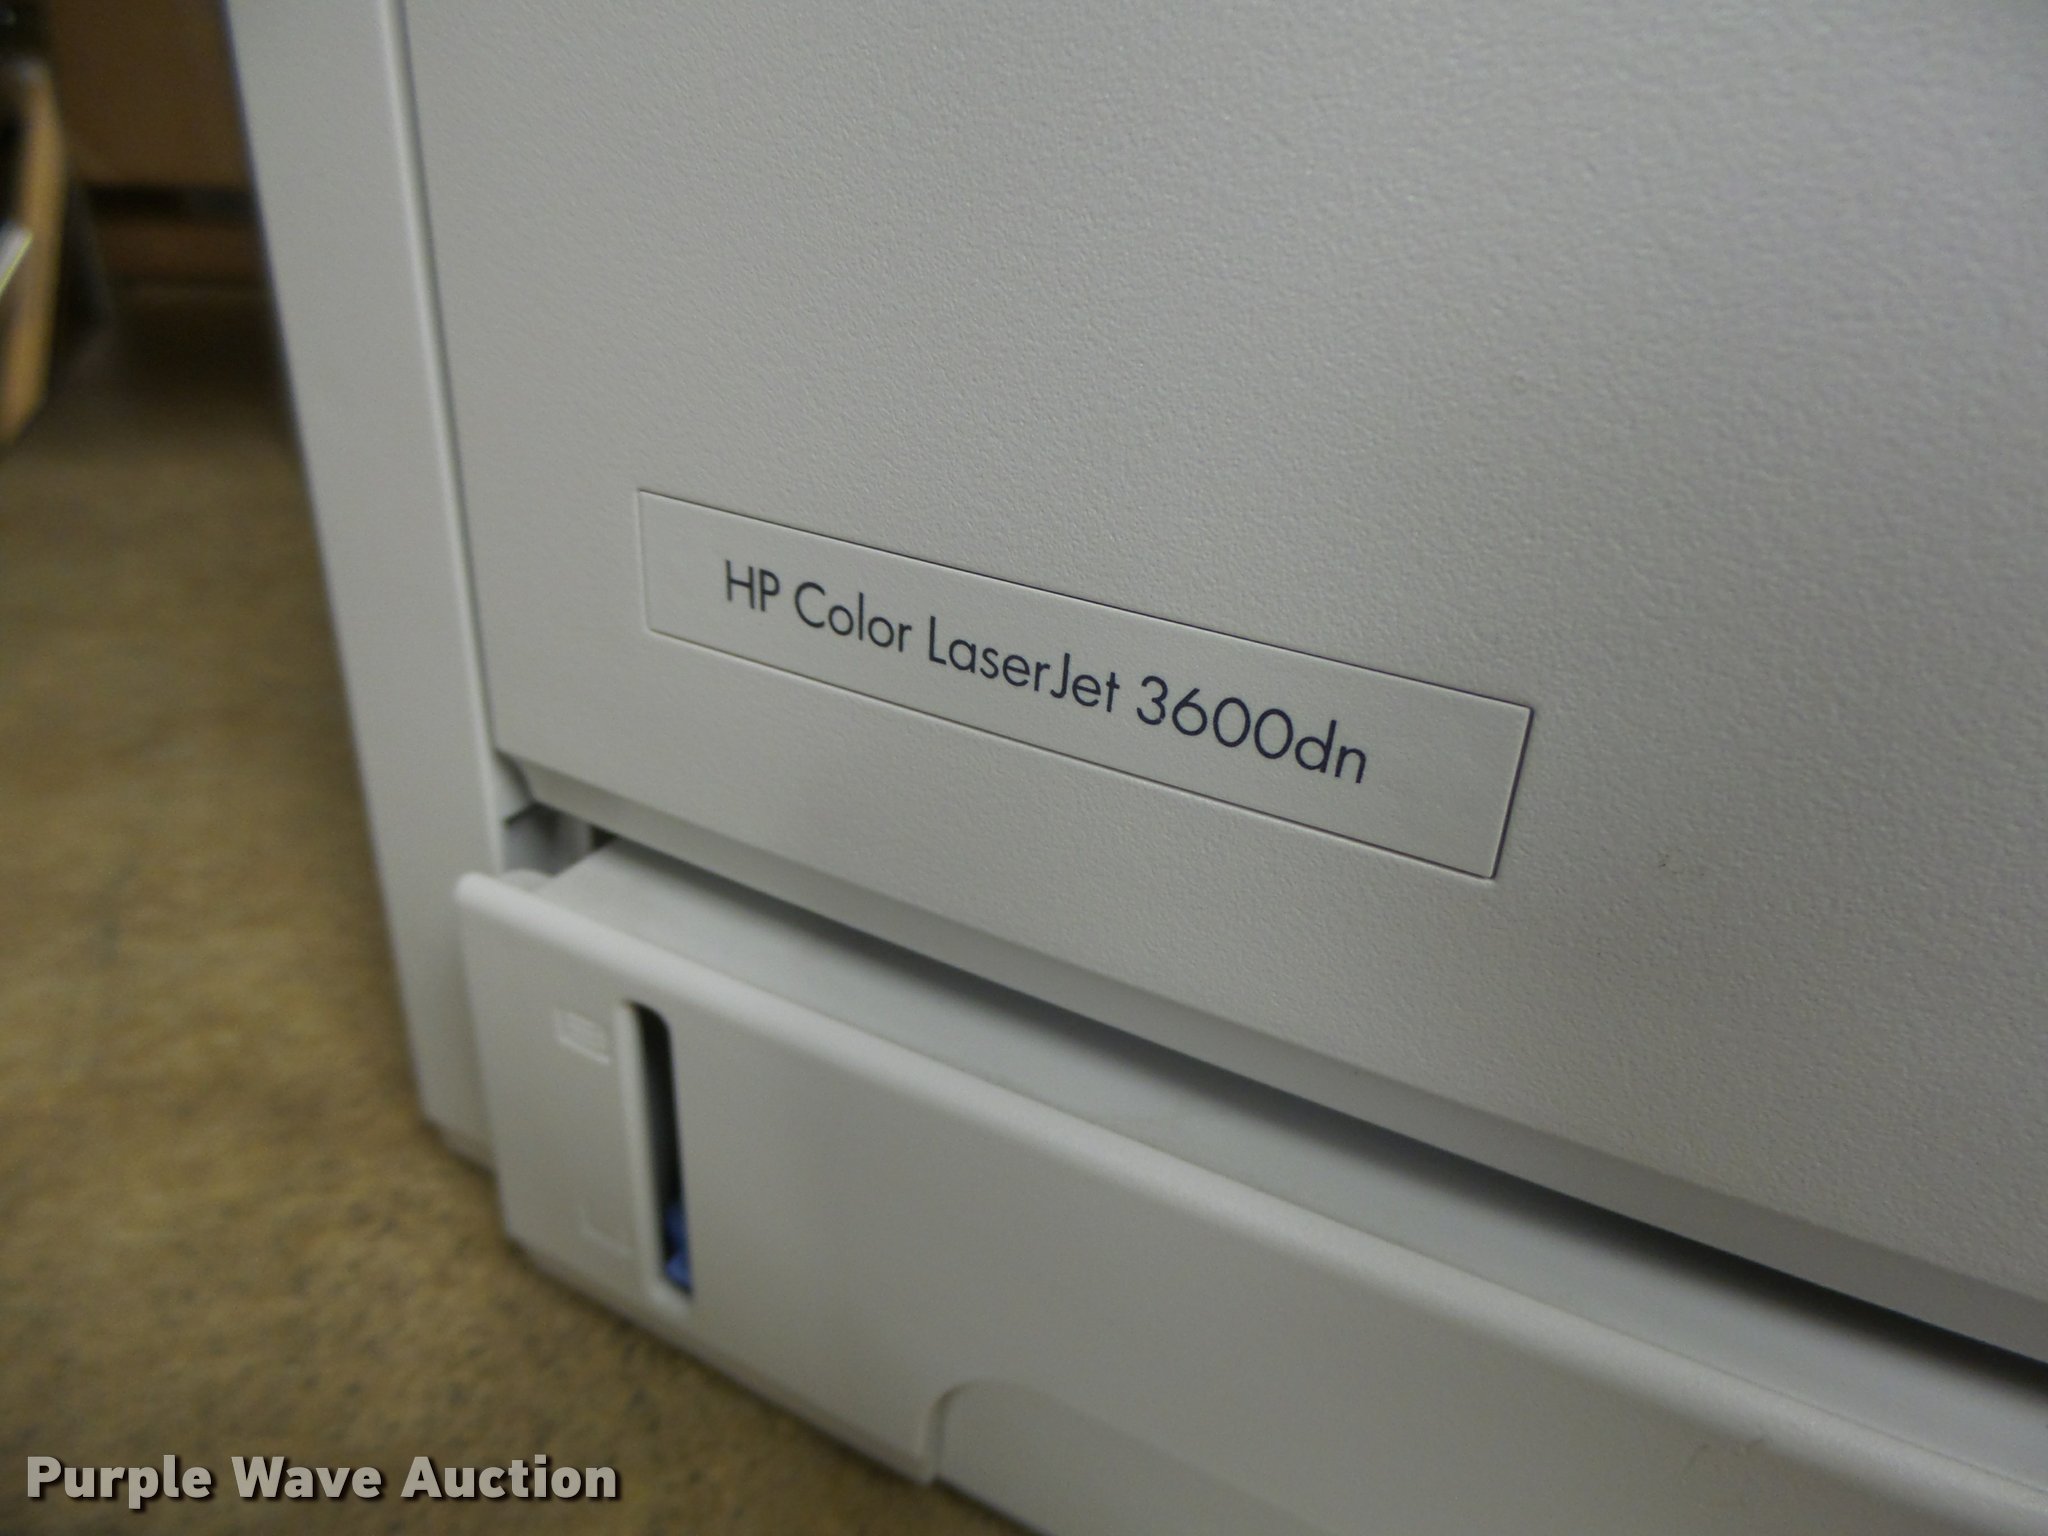 HP Color LaserJet 3600dn
Purple Wave Auction